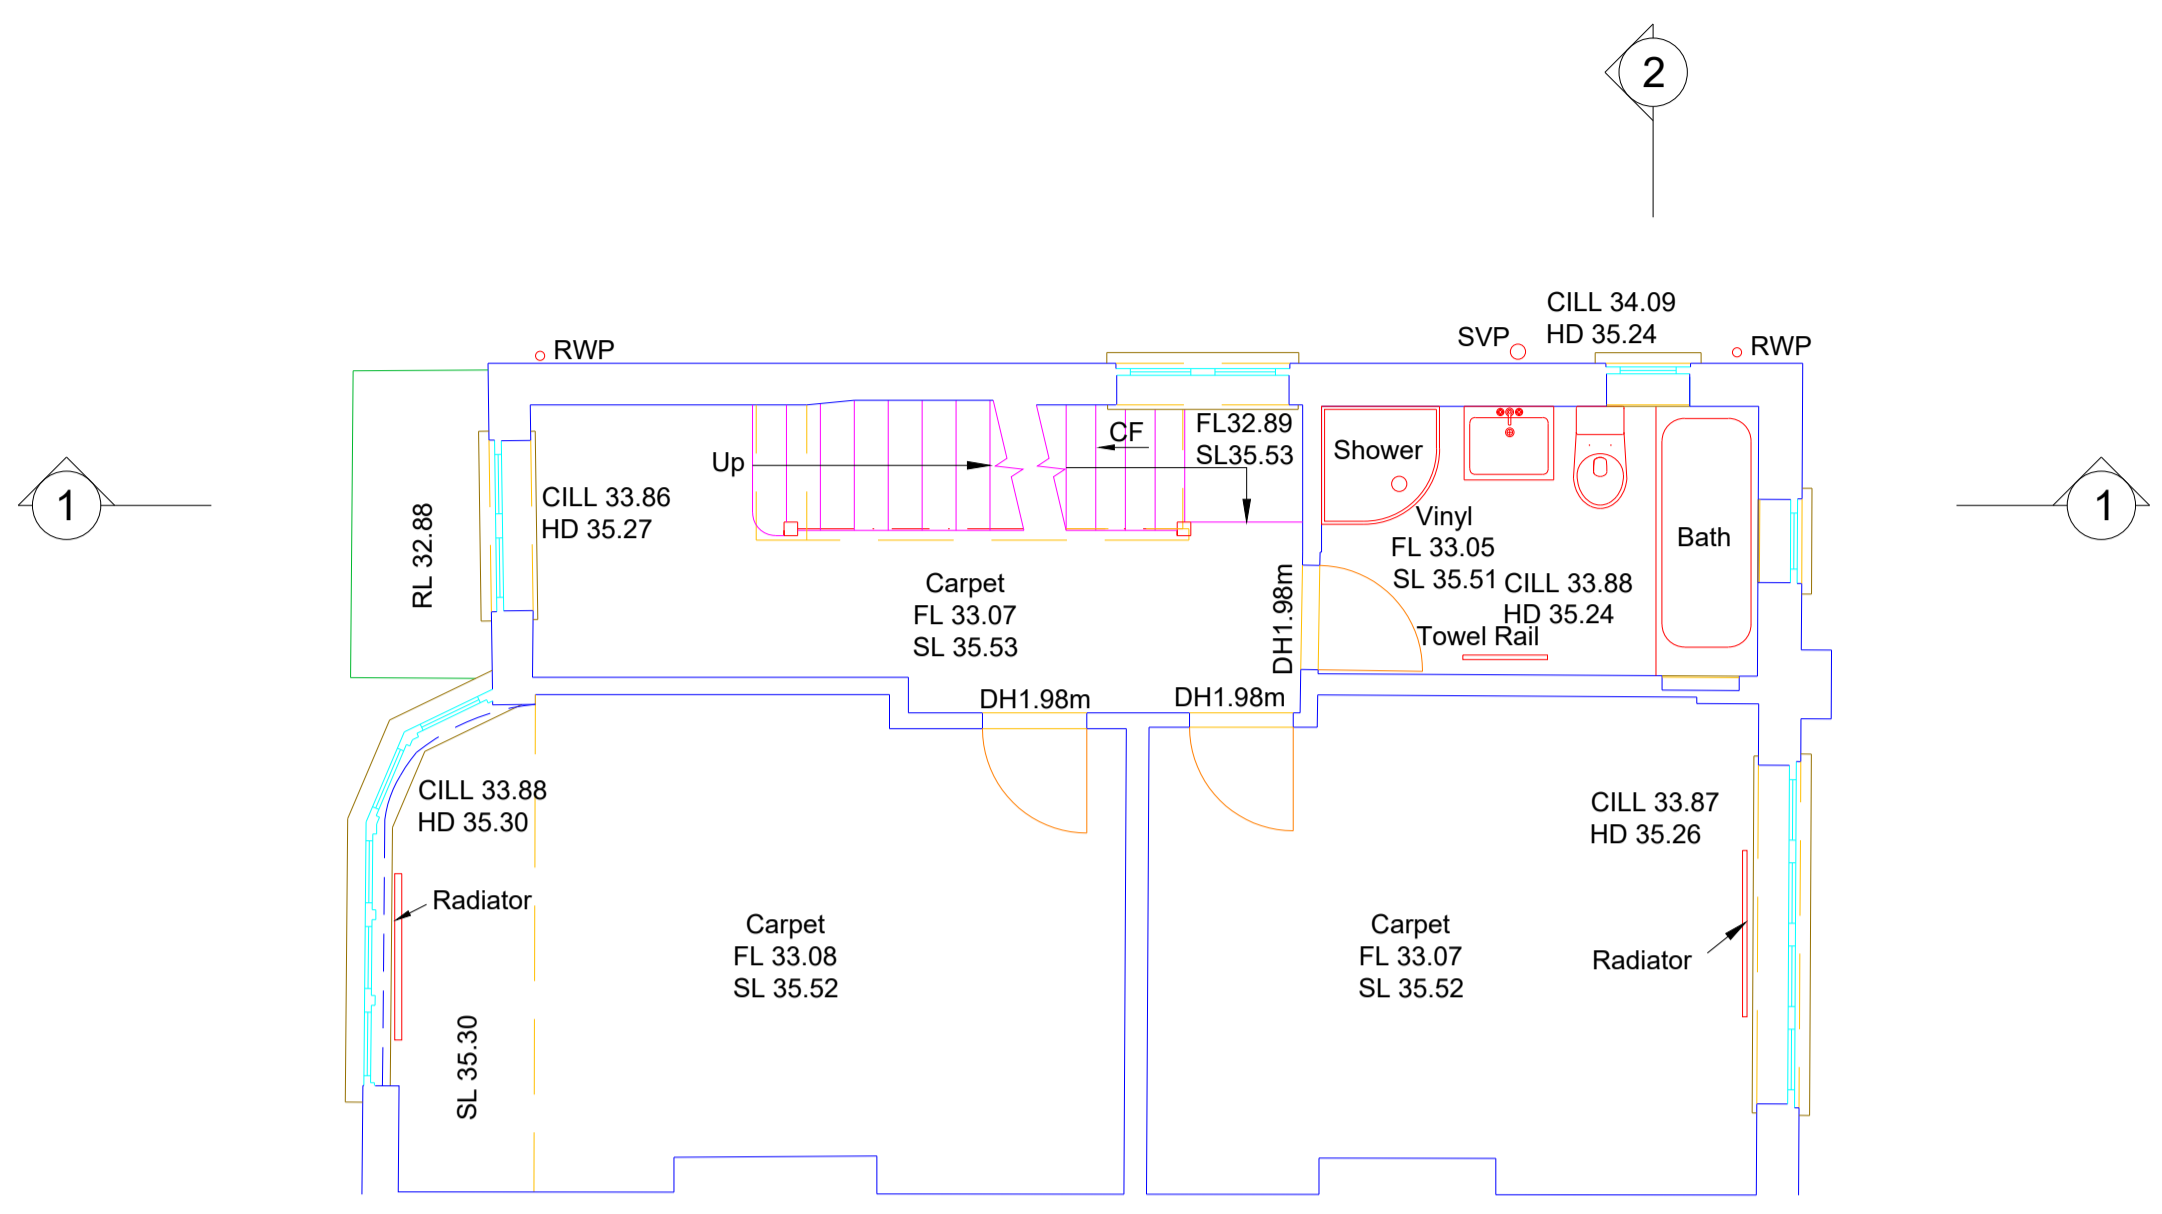 2
CILL 34.09
HD 35.24
SVP
RWP
RWP
CF
FL32.89
SL35.53
Up
Shower
1
CILL 33.86
HD 35.27
1
Vinyl
FL 33.05
SL 35.51
Bath
RL 32.88
Carpet
FL 33.07
SL 35.53
DH1.98m
CILL 33.88
HD 35.24
Towel Rail
DH1.98m
DH1.98m
CILL 33.88
HD 35.30
CILL 33.87
HD 35.26
Radiator
Carpet
FL 33.08
SL 35.52
Carpet
FL 33.07
SL 35.52
Radiator
SL 35.30